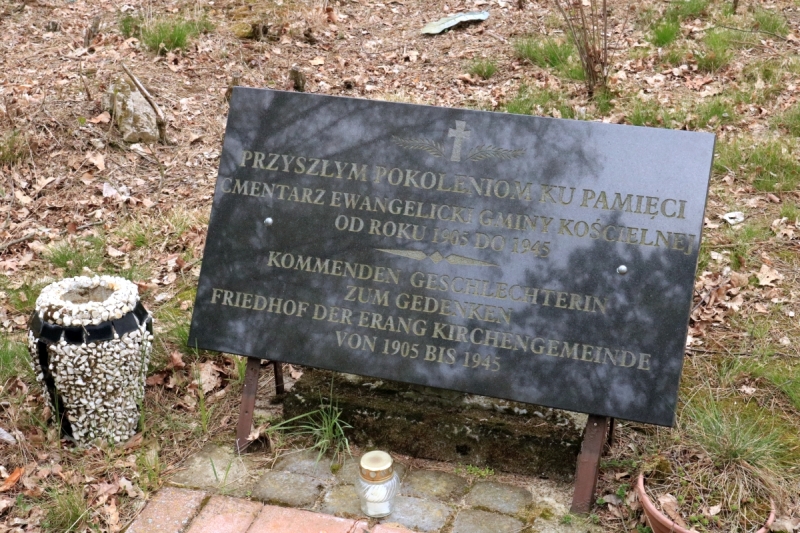 PRZYSZŁYM POKOLENIOM KU PAMIĘCI
CMENTARZ EWANGELICKI GMINY KOŚCIELNEJ
OD ROKU 1905 DO 1945
KOMMENDEN GESCHLECHTERIN
ZUM GEDENKEN
FRIEDHOF DER ERANG KIRCHENGEMEINDE
VON 1905 BIS 1945